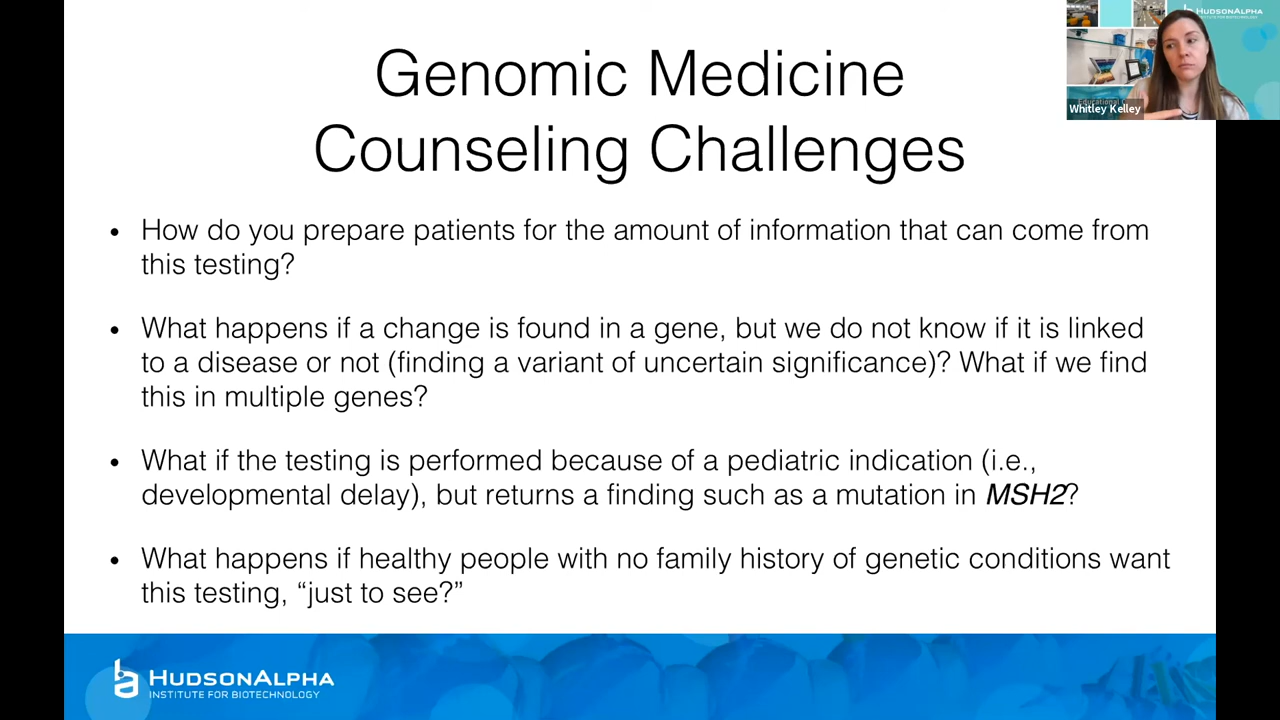 Genomic Medicine
Counseling Challenges
• How do you prepare patients for the amount of information that can come from
this testing?
• What happens if a change is found in a gene, but we do not know if it is linked
to a disease or not (finding a variant of uncertain significance)? What if we find
this in multiple genes?
• What if the testing is performed because of a pediatric indication (i.e.,
developmental delay), but returns a finding such as a mutation in MSH2?
• What happens if healthy people with no family history of genetic conditions want
this testing, “just to see?”
HUDSONALPHA
INSTITUTE FOR BIOTECHNOLOGY
HUDSONALPHA
INSTITUTE FOR BIOTECHNOLOGY
Educational
Whitley Kelley